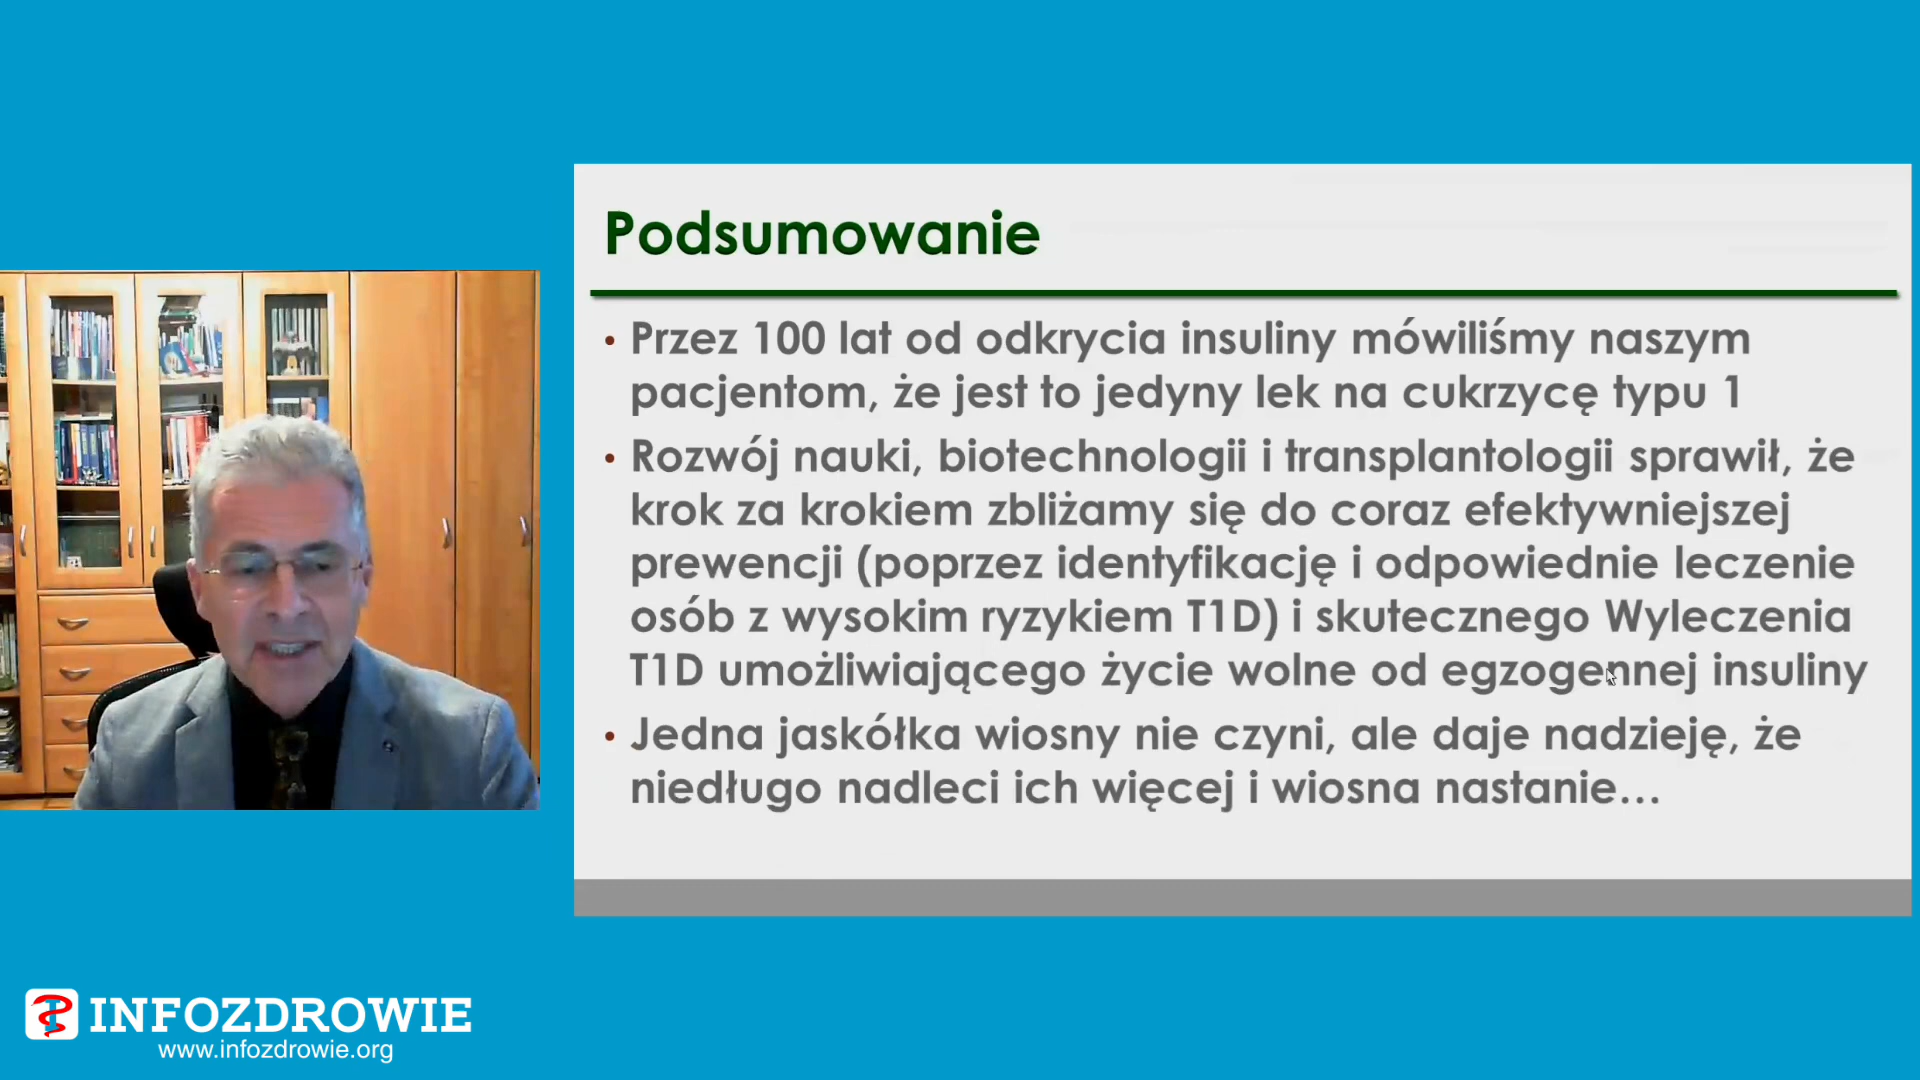 Podsumowanie
• Przez 100 lat od odkrycia insuliny mówiliśmy naszym
pacjentom, że jest to jedyny lek na cukrzycę typu 1
• Rozwój nauki, biotechnologii i transplantologii sprawił, że
krok za krokiem zbliżamy się do coraz efektywniejszej
prewencji (poprzez identyfikację i odpowiednie leczenie
osób z wysokim ryzykiem T1D) i skutecznego Wyleczenia
T1D umożliwiającego życie wolne od egzogennej insuliny
• Jedna jaskółka wiosny nie czyni, ale daje nadzieję, że
niedługo nadleci ich więcej i wiosna nastanie…
INFOZDROWIE
www.infozdrowie.org